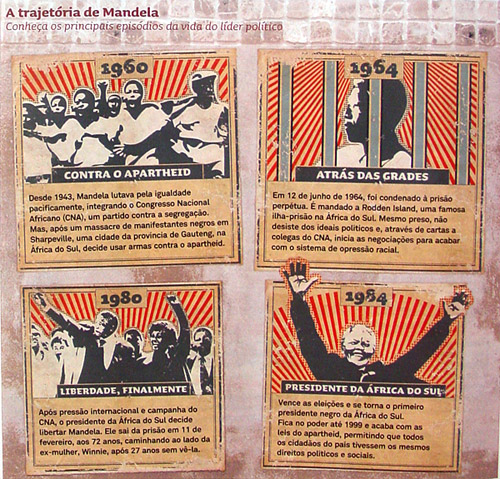 A trajetória de Mandela
Conheça os principais episódios da vida do líder político
1960
CONTRA O APARTHEID
Desde 1943, Mandela lutava pela igualdade
pacificamente, integrando o Congresso Nacional
Africano (CNA), um partido contra a segregação.
Mas, após um massacre de manifestantes negros em
Sharpeville, uma cidade da provincia de Gauteng, na
África do Sul, decide usar armas contra o apartheid.
1964
ATRÁS DAS GRADES
Em 12 de junho de 1964, foi condenado à prisão
perpétua. É mandado a Rodden Island, uma famosa
ilha-prisão na África do Sul. Mesmo preso, não
desiste dos ideais políticos e, através de cartas a
colegas do CNA, inicia as negociações para acabar
com o sistema de opressão racial.
1980
LIBERDADE, FINALMENTE
Após pressão internacional e campanha do
CNA, o presidente da África do Sul decide
libertar Mandela. Ele sai da prisão em 11 de
fevereiro, aos 72 anos, caminhando ao lado da
ex-mulher, Winnie, após 27 anos sem vê-la.
1984
PRESIDENTE DA ÁFRICA DO SUL
Vence as eleições e se torna o primeiro
presidente negro da África do Sul.
Fica no poder até 1999 e acaba com as
leis do apartheid, permitindo que todos
os cidadãos do país tivessem os mesmos
direitos políticos e sociais.